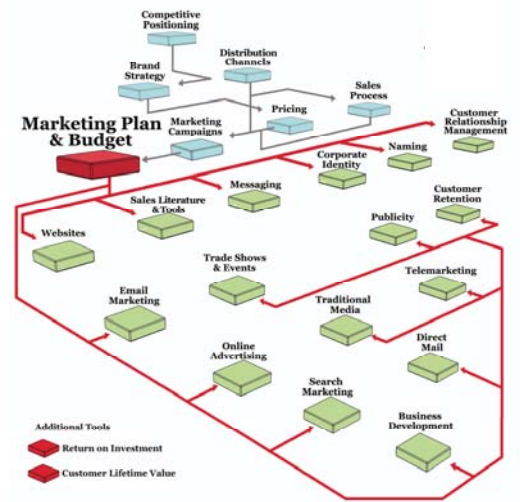 Competitive
Positioning
Distribution
Channels
Brand
Strategy
Sales
Process
Pricing
Marketing
Campaigns
Marketing Plan
& Budget
Customer
Relationship
Management
Naming
Corporate
Identity
Messaging
Sales Literature
& Tools
Websites
Customer
Retention
Publicity
Trade Shows
& Events
Telemarketing
Traditional
Media
Email
Marketing
Direct
Mail
Online
Advertising
Search
Marketing
Business
Development
Additional Tools
Return on Investment
Customer Lifetime Value